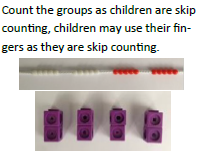 Count the groups as children are skip
counting, children may use their fin-
gers as they are skip counting.